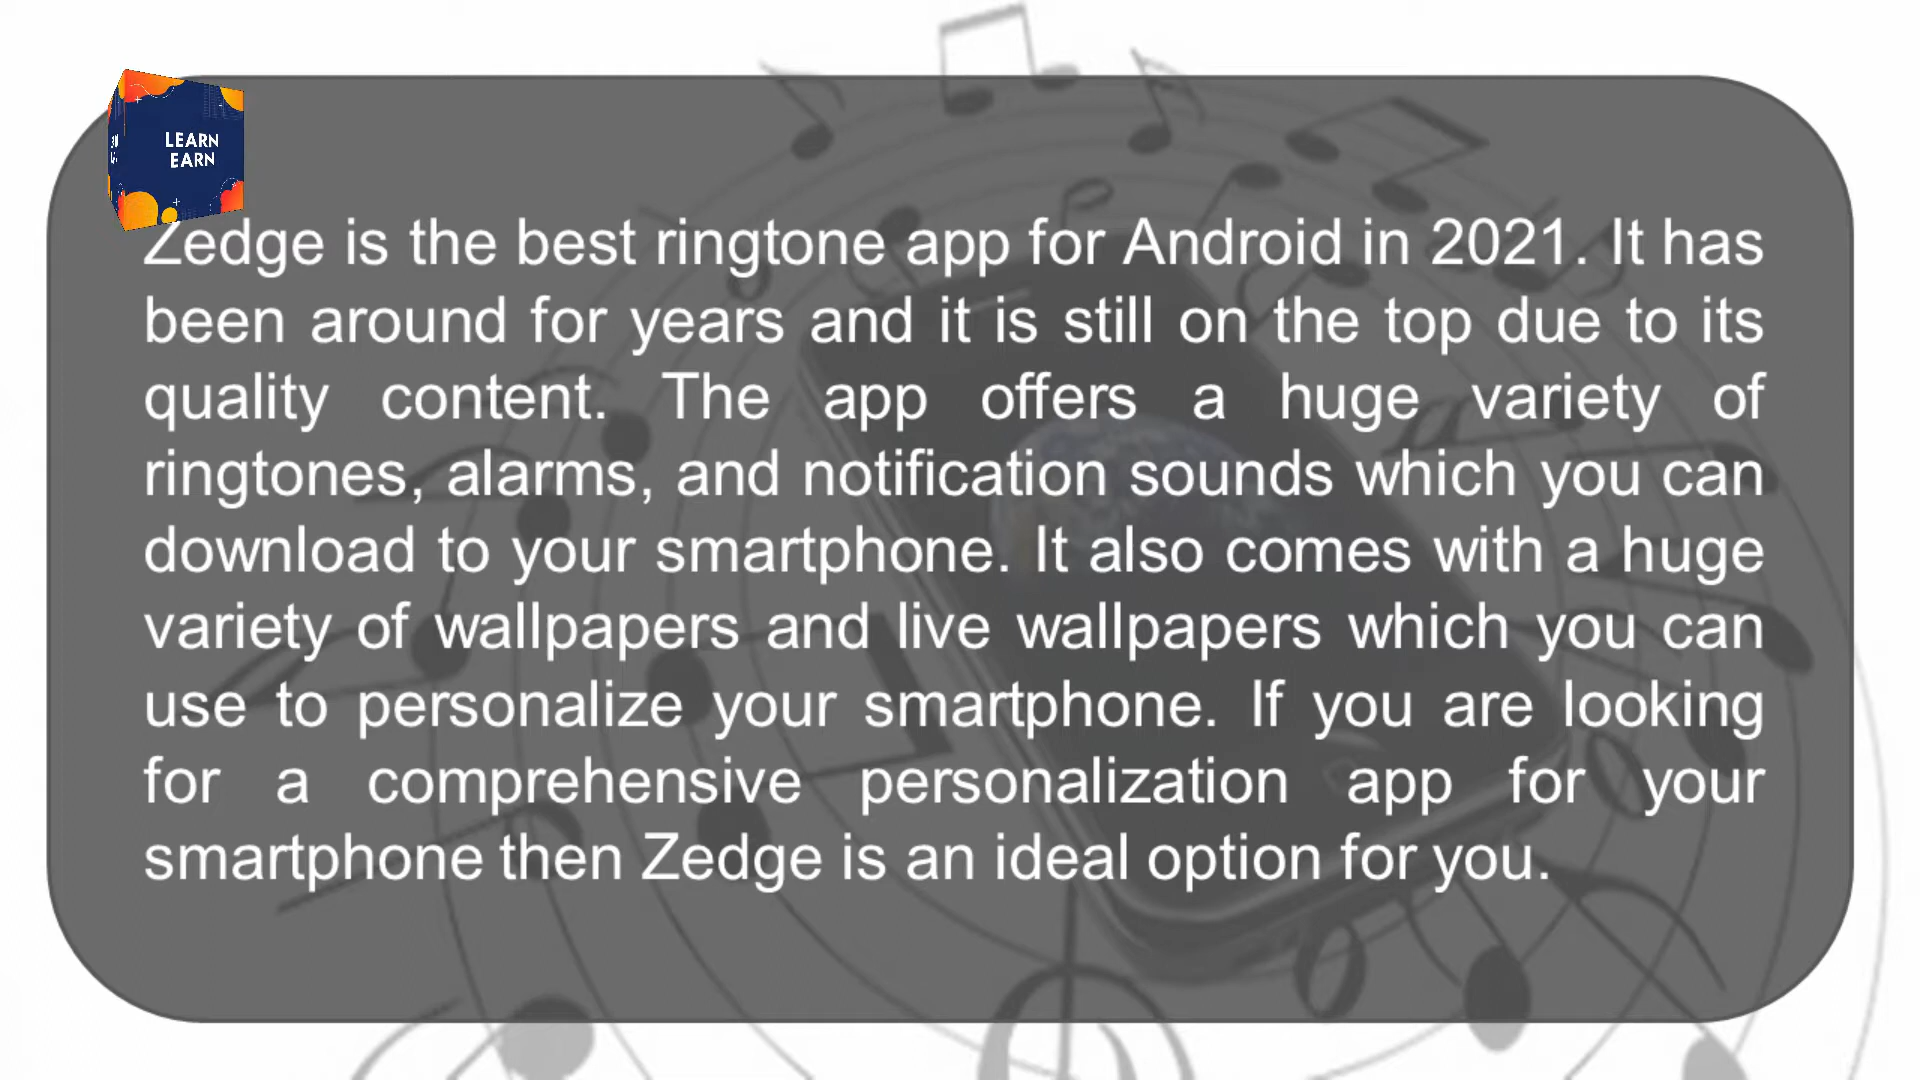 LEARN
EARN
Zedge is the best ringtone app for Android in 2021. It has
been around for years and it is still on the top due to its
quality content. The app offers a huge variety of
ringtones, alarms, and notification sounds which you can
download to your smartphone. It also comes with a huge
variety of wallpapers and live wallpapers which you can
use to personalize your smartphone. If you are looking
for a comprehensive personalization app for your
smartphone then Zedge is an ideal option for you.